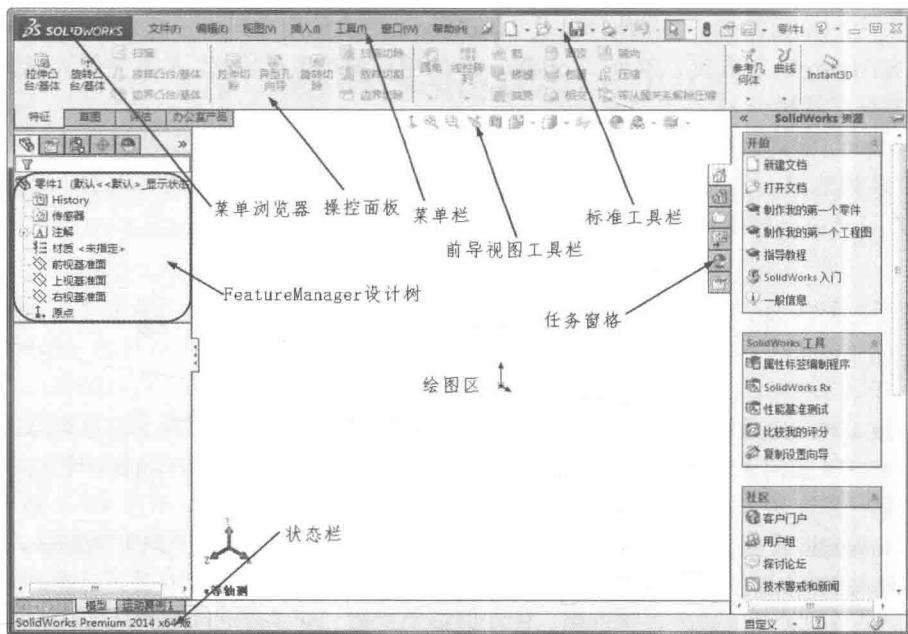 SOLIDWORKS 文件(F) 编辑(E) 视图(V) 插入(I) 工具(T) 窗口(W) 帮助(H) 零件1
拉伸凸台/基体 旋转凸台/基体 扫描 放样凸台/基体 边界凸台/基体 拉伸切除 异型孔向导 旋转切除 扫描切除 放样切割 边界切除 圆角 线性阵列 筋 拔模 抽壳 包覆 相交 镜向 压缩 参考几何体 曲线 Instant3D
特征 草图 评估 办公室产品
零件1 (默认<<默认>_显示状态
History
传感器
注解
材质 <未指定>
前视基准面
上视基准面
右视基准面
原点
菜单浏览器 操控面板
菜单栏
标准工具栏
前导视图工具栏
FeatureManager设计树
任务窗格
绘图区
状态栏
Y
Z
*等轴测
SolidWorks 资源
开始
新建文档
打开文档
制作我的第一个零件
制作我的第一个工程图
指导教程
SolidWorks 入门
一般信息
SolidWorks 工具
属性标签编制程序
SolidWorks Rx
性能基准测试
比较我的评分
复制设置向导
社区
客户门户
用户组
探讨论坛
技术警戒和新闻
模型 运动算例1
SolidWorks Premium 2014 x64 版 自定义